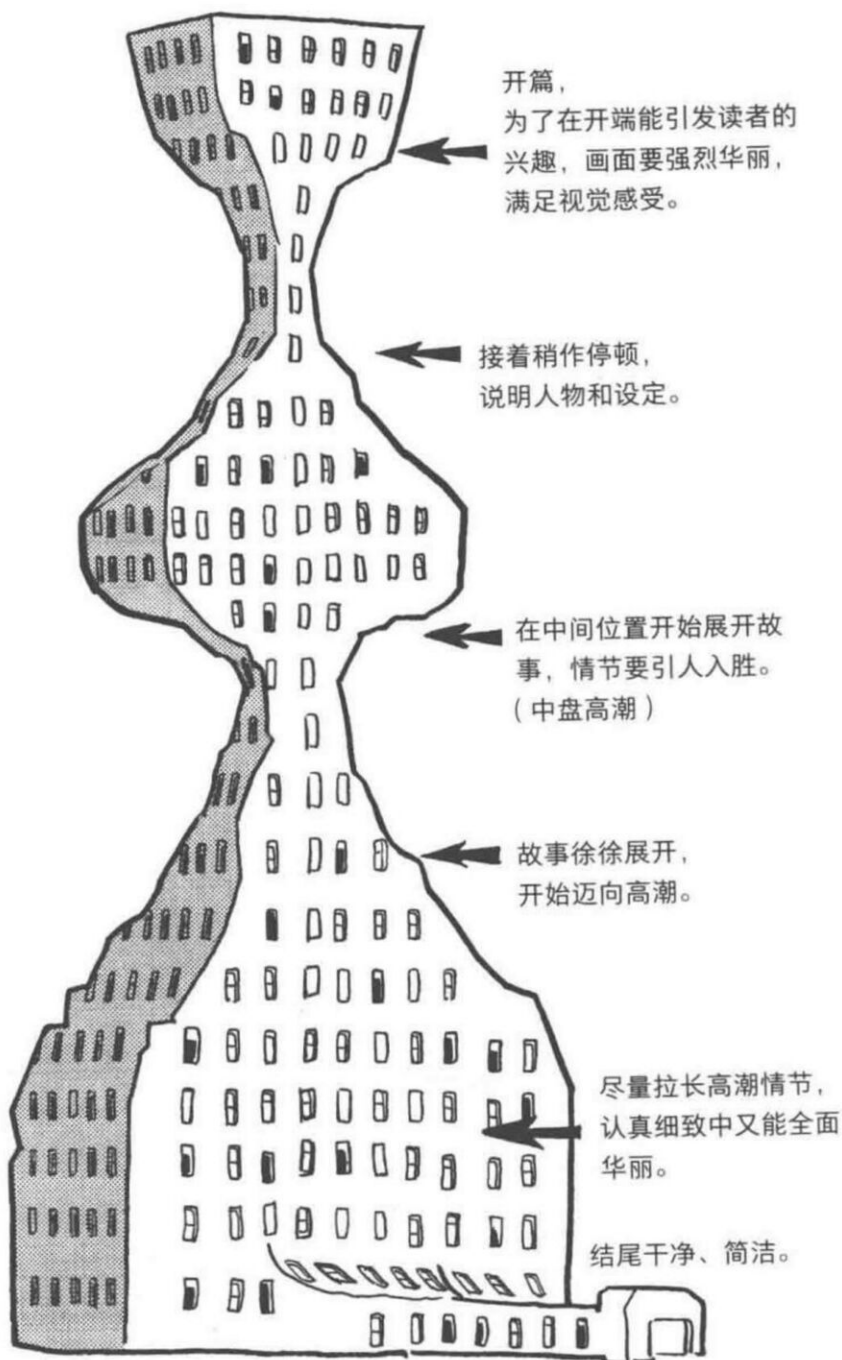 开篇，
为了在开端能引发读者的
兴趣，画面要强烈华丽，
满足视觉感受。
接着稍作停顿，
说明人物和设定。
在中间位置开始展开故
事，情节要引人入胜。
（中盘高潮）
故事徐徐展开，
开始迈向高潮。
尽量拉长高潮情节，
认真细致中又能全面
华丽。
结尾干净、简洁。